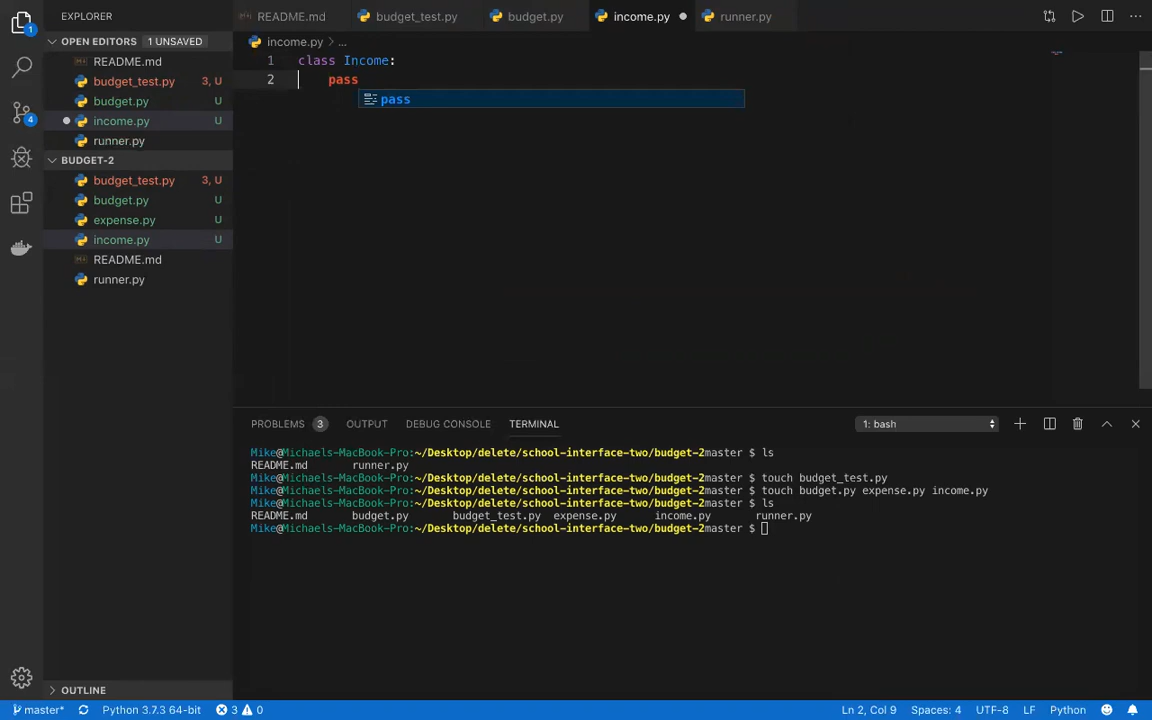 EXPLORER
README.md
budget_test.py
budget.py
income.py
runner.py
1
OPEN EDITORS 1 UNSAVED
README.md
budget_test.py 3, U
budget.py U
income.py U
runner.py
4
BUDGET-2
budget_test.py 3, U
budget.py U
expense.py U
income.py U
README.md
runner.py
OUTLINE
income.py > ...
1 class Income:
2 pass
pass
PROBLEMS 3 OUTPUT DEBUG CONSOLE TERMINAL 1: bash
Mike@Michaels-MacBook-Pro:~/Desktop/delete/school-interface-two/budget-2master $ ls
README.md runner.py
Mike@Michaels-MacBook-Pro:~/Desktop/delete/school-interface-two/budget-2master $ touch budget_test.py
Mike@Michaels-MacBook-Pro:~/Desktop/delete/school-interface-two/budget-2master $ touch budget.py expense.py income.py
Mike@Michaels-MacBook-Pro:~/Desktop/delete/school-interface-two/budget-2master $ ls
README.md budget.py budget_test.py expense.py income.py runner.py
Mike@Michaels-MacBook-Pro:~/Desktop/delete/school-interface-two/budget-2master $
master* Python 3.7.3 64-bit 3 0 Ln 2, Col 9 Spaces: 4 UTF-8 LF Python